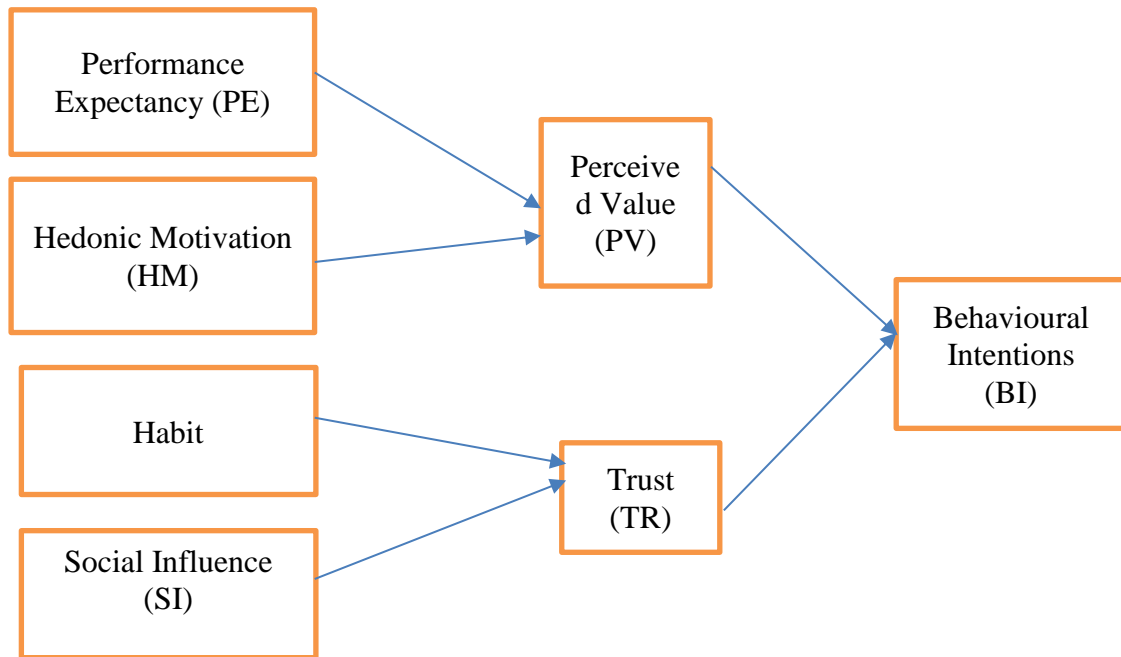 Performance
Expectancy (PE)
Hedonic Motivation
(HM)
Habit
Social Influence
(SI)
Perceive
d Value
(PV)
Trust
(TR)
Behavioural
Intentions
(BI)